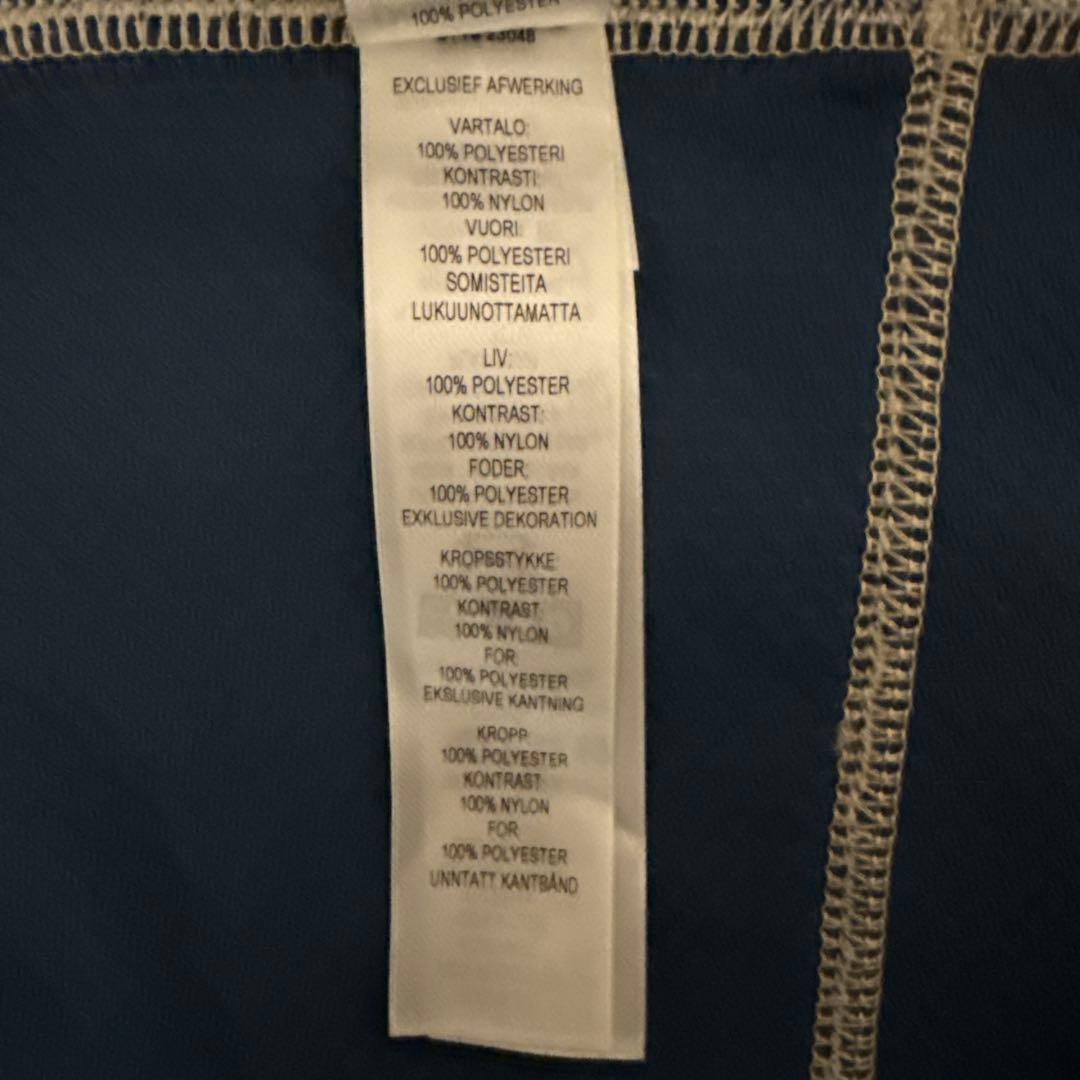 100% POLYESTER
23048
EXCLUSIEF AFWERKING
VARTALO:
100% POLYESTERI
KONTRASTI:
100% NYLON
VUORI:
100% POLYESTERI
SOMISTEITA
LUKUUNOTTAMATTA
LIV:
100% POLYESTER
KONTRAST:
100% NYLON
FODER:
100% POLYESTER
EXKLUSIVE DEKORATION
KROPSSTYKKE:
100% POLYESTER
KONTRAST:
100% NYLON
FOR:
100% POLYESTER
EKSLUSIVE KANTNING
KROPP:
100% POLYESTER
KONTRAST:
100% NYLON
FOR:
100% POLYESTER
UNNTATT KANTBÅND